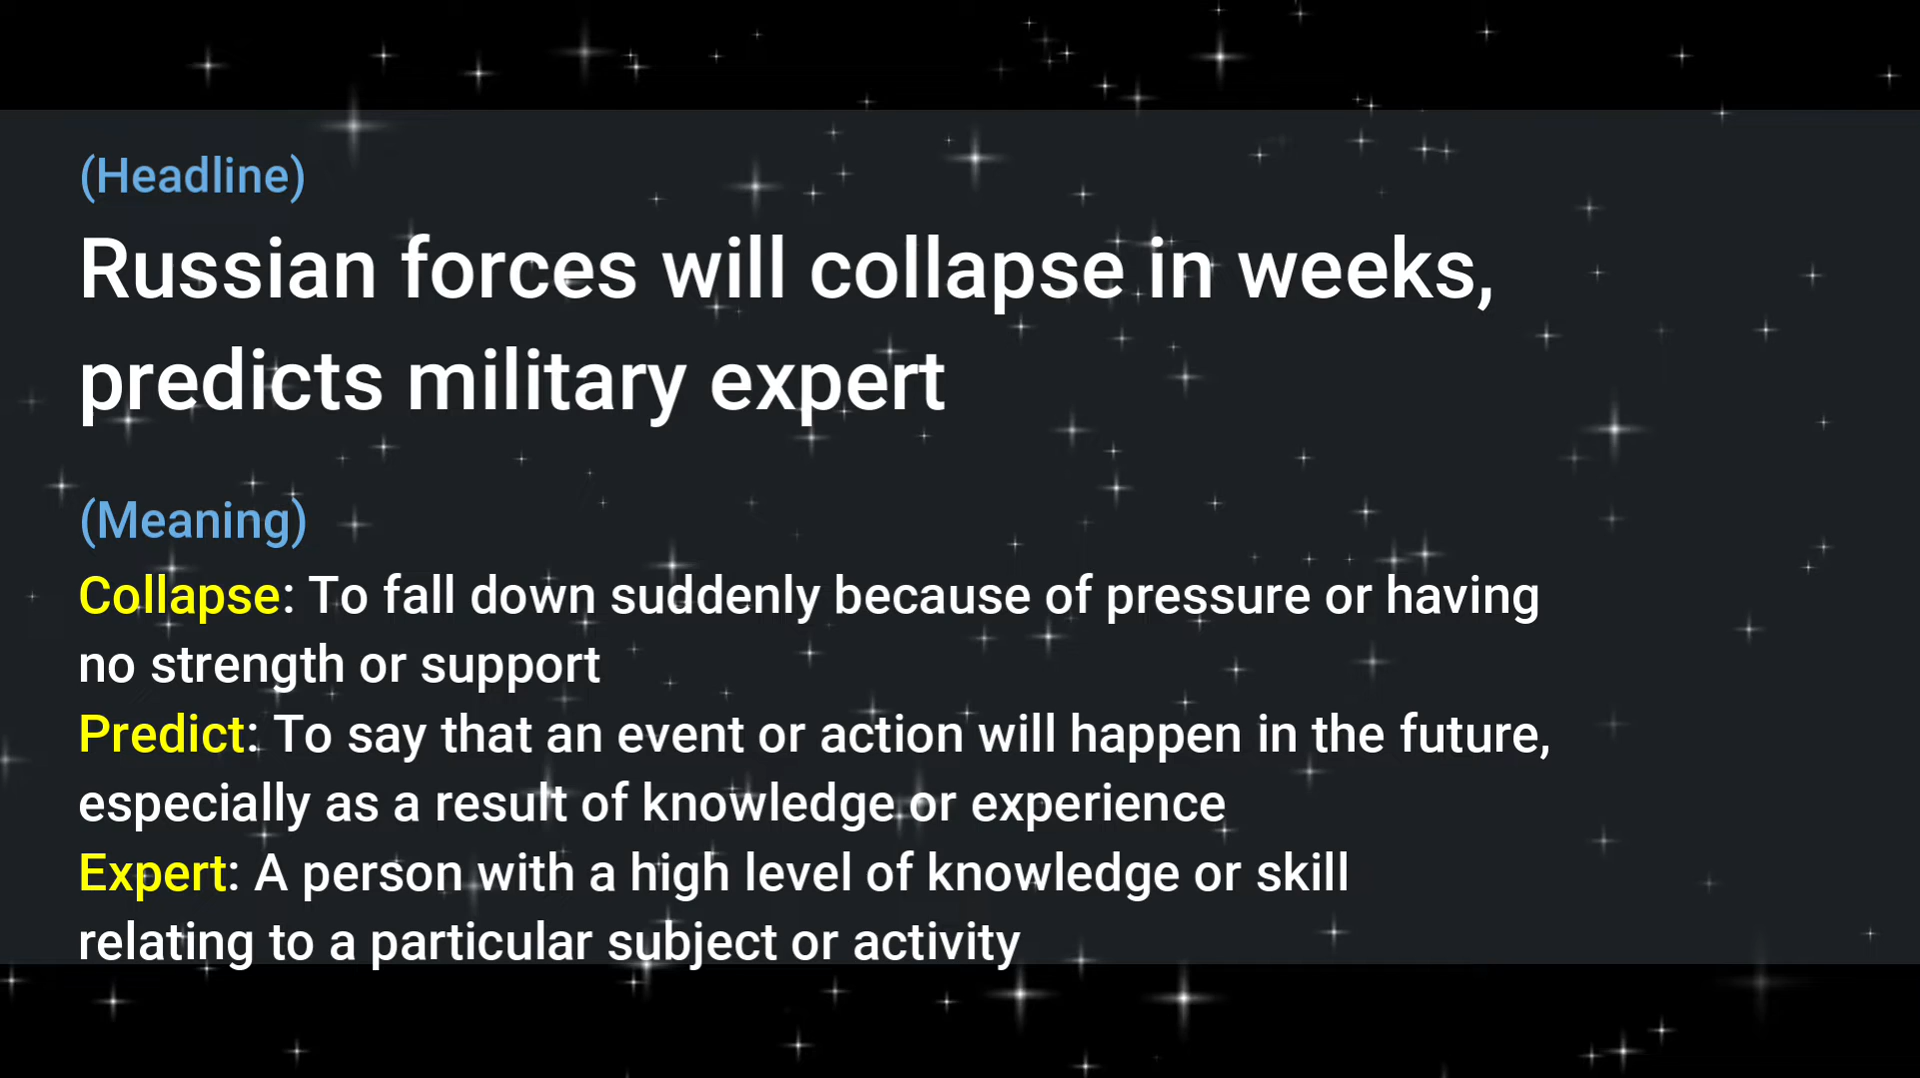 (Headline)
Russian forces will collapse in weeks,
predicts military expert
(Meaning)
Collapse: To fall down suddenly because of pressure or having
no strength or support
Predict: To say that an event or action will happen in the future,
especially as a result of knowledge or experience
Expert: A person with a high level of knowledge or skill
relating to a particular subject or activity